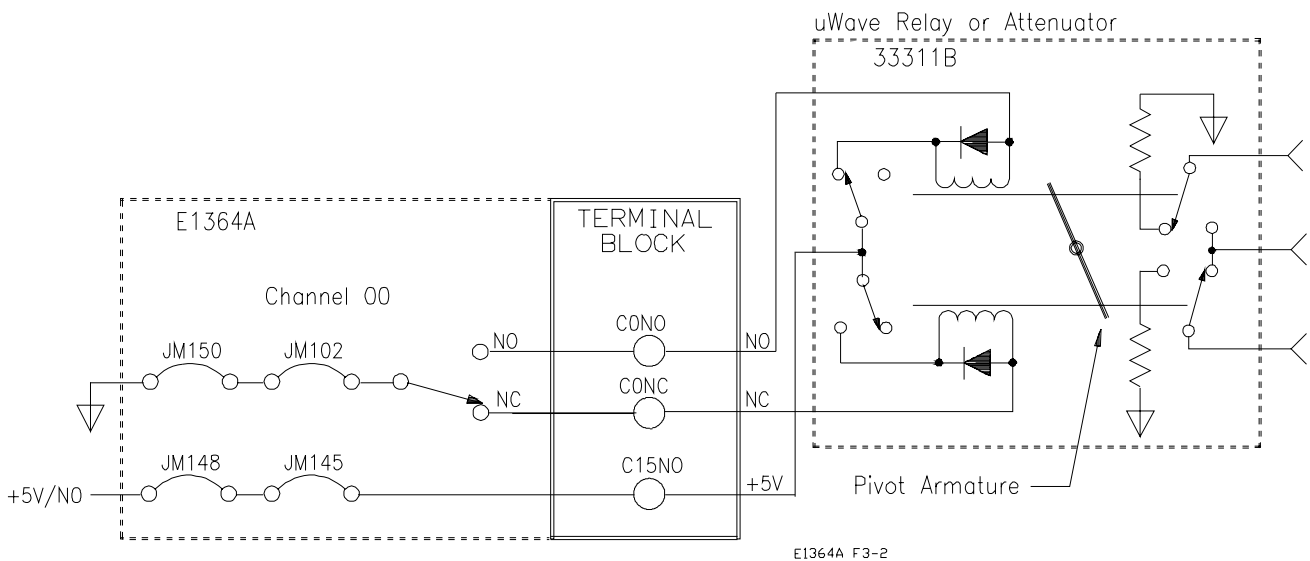 uWave Relay or Attenuator
33311B
E1364A
TERMINAL
BLOCK
Channel 00
NO
C0NO
NO
JM150
JM102
NC
C0NC
NC
JM148
JM145
C15NO
+5V/NO
+5V
Pivot Armature
E1364A F3-2